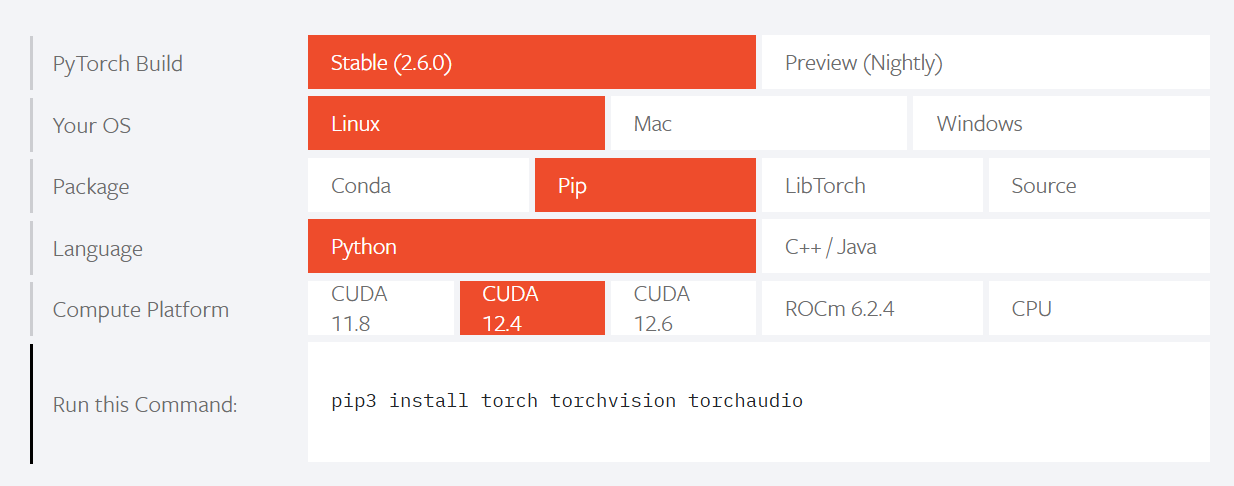 PyTorch Build
Stable (2.6.0)
Preview (Nightly)
Your OS
Linux
Mac
Windows
Package
Conda
Pip
LibTorch
Source
Language
Python
C++ / Java
Compute Platform
CUDA
11.8
CUDA
12.4
CUDA
12.6
ROCm 6.2.4
CPU
Run this Command:
pip3 install torch torchvision torchaudio